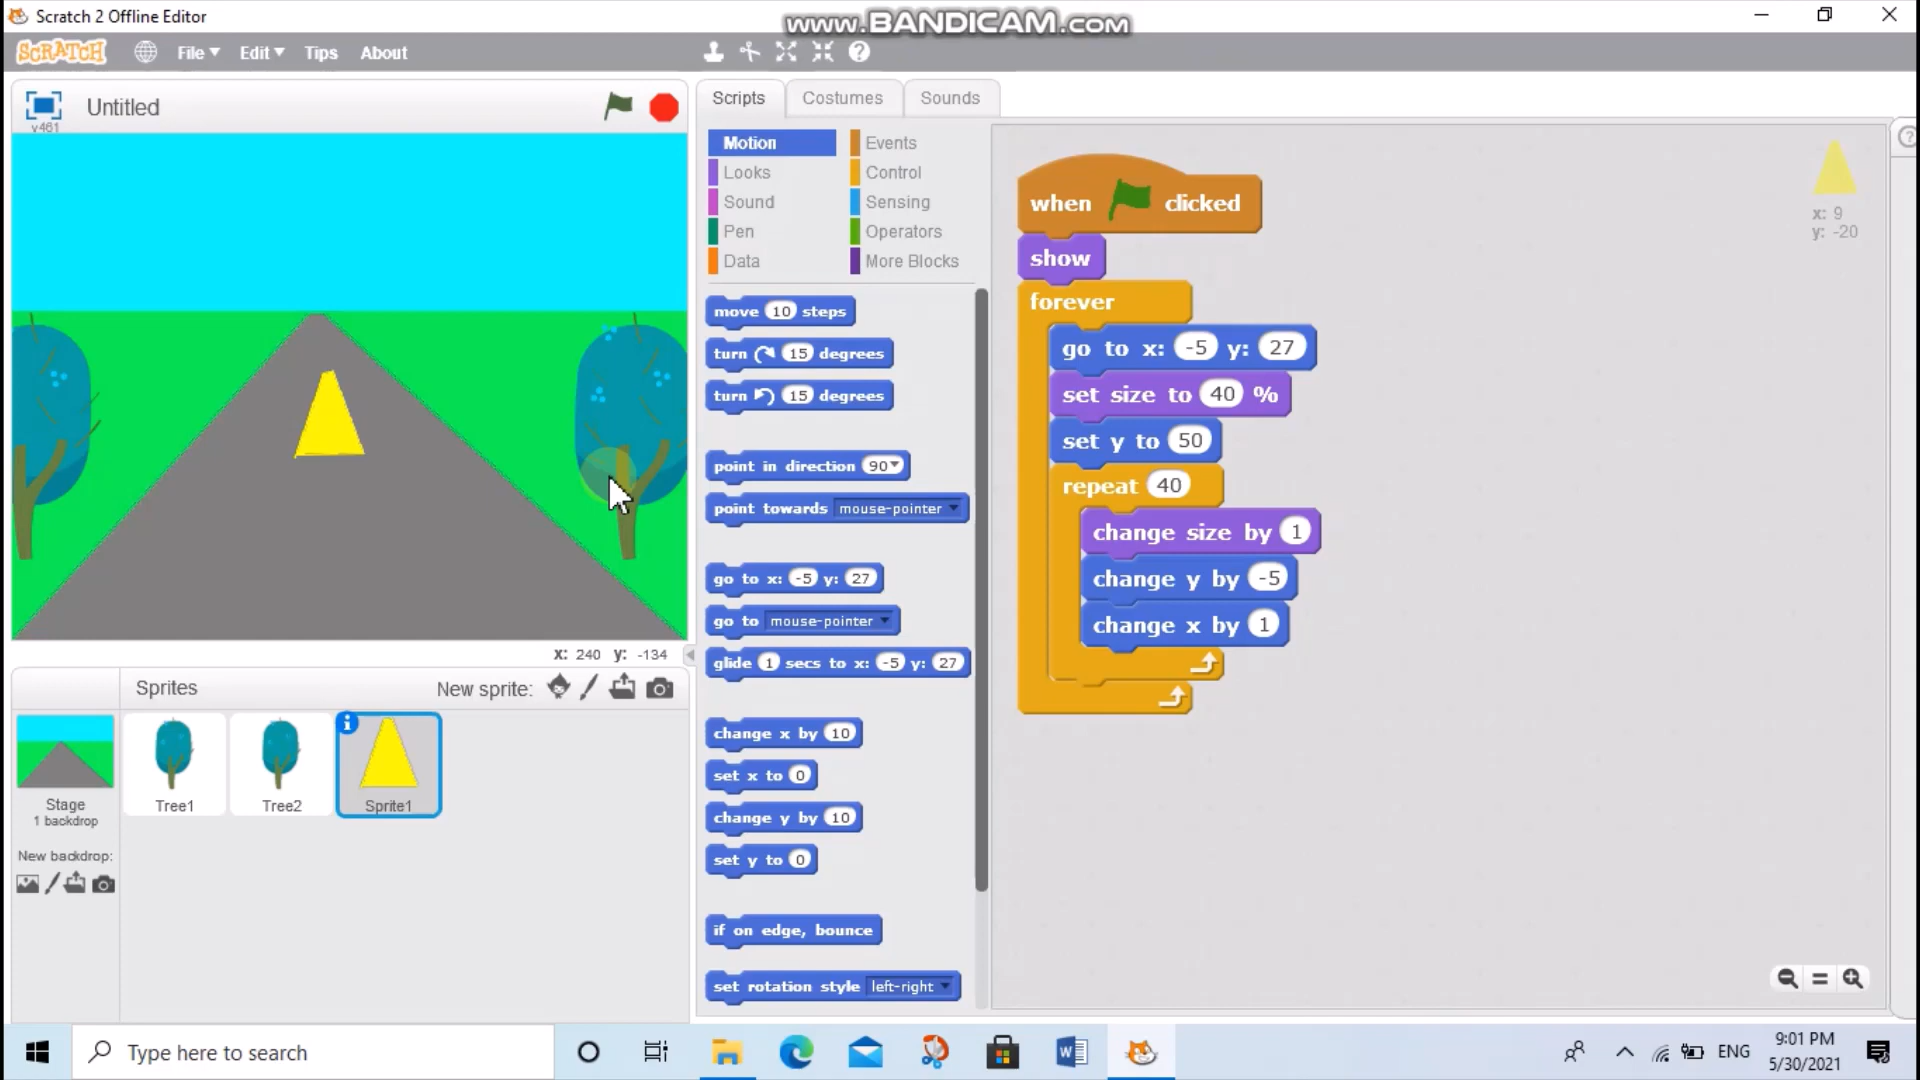 Scratch 2 Offline Editor
www.BANDICAM.com
SCRATCH File Edit Tips About
v461
Untitled
Scripts Costumes Sounds
Motion Events
Looks Control
Sound Sensing
Pen Operators
Data More Blocks
move 10 steps
turn 15 degrees
turn 15 degrees
point in direction 90
point towards mouse-pointer
go to x: -5 y: 27
go to mouse-pointer
glide 1 secs to x: -5 y: 27
change x by 10
set x to 0
change y by 10
set y to 0
if on edge, bounce
set rotation style left-right
when clicked
show
forever
go to x: -5 y: 27
set size to 40 %
set y to 50
repeat 40
change size by 1
change y by -5
change x by 1
x: 9
y: -20
x: 240 y: -134
Sprites New sprite:
Stage
1 backdrop
New backdrop:
Tree1
Tree2
Sprite1
Type here to search
ENG
9:01 PM
5/30/2021